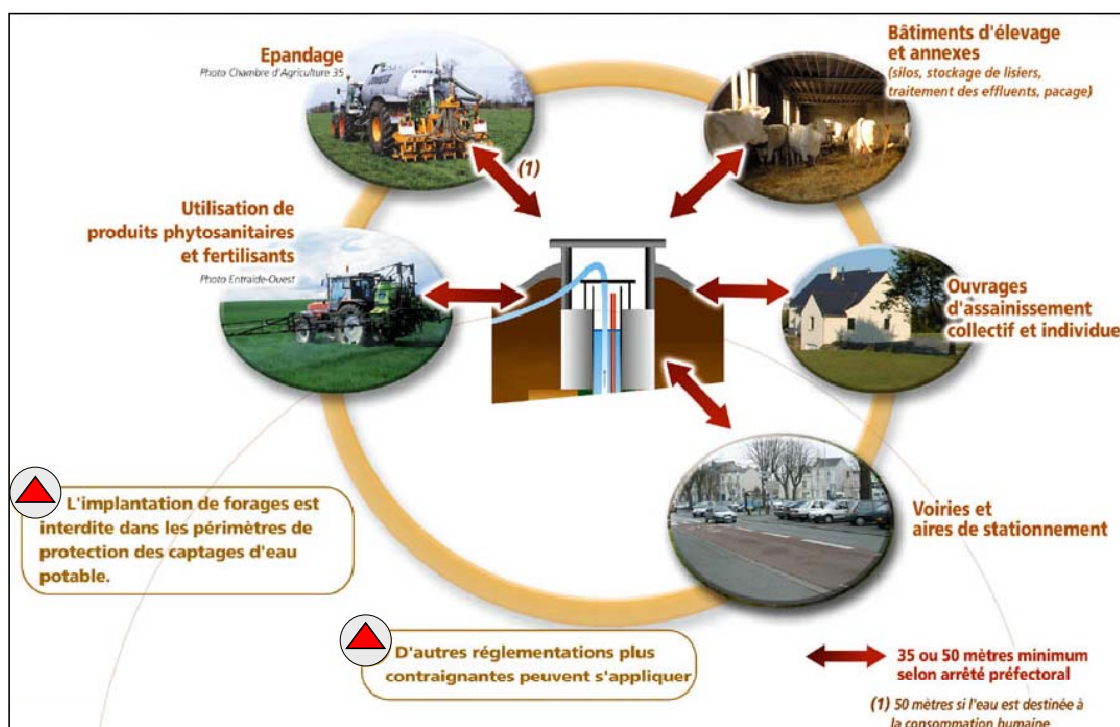 Epandage
Photo Chambre d'Agriculture 35
Bâtiments d'élevage
et annexes
(silos, stockage de lisiers,
traitement des effluents, pacage)
(1)
Utilisation de
produits phytosanitaires
et fertilisants
Photo Entraide-Ouest
Ouvrages
d'assainissement
collectif et individue
L'implantation de forages est
interdite dans les périmètres de
protection des captages d'eau
potable.
Voiries et
aires de stationnement
D'autres réglementations plus
contraignantes peuvent s'appliquer
35 ou 50 mètres minimum
selon arrêté préfectoral
(1) 50 mètres si l'eau est destinée à
la consommation humaine